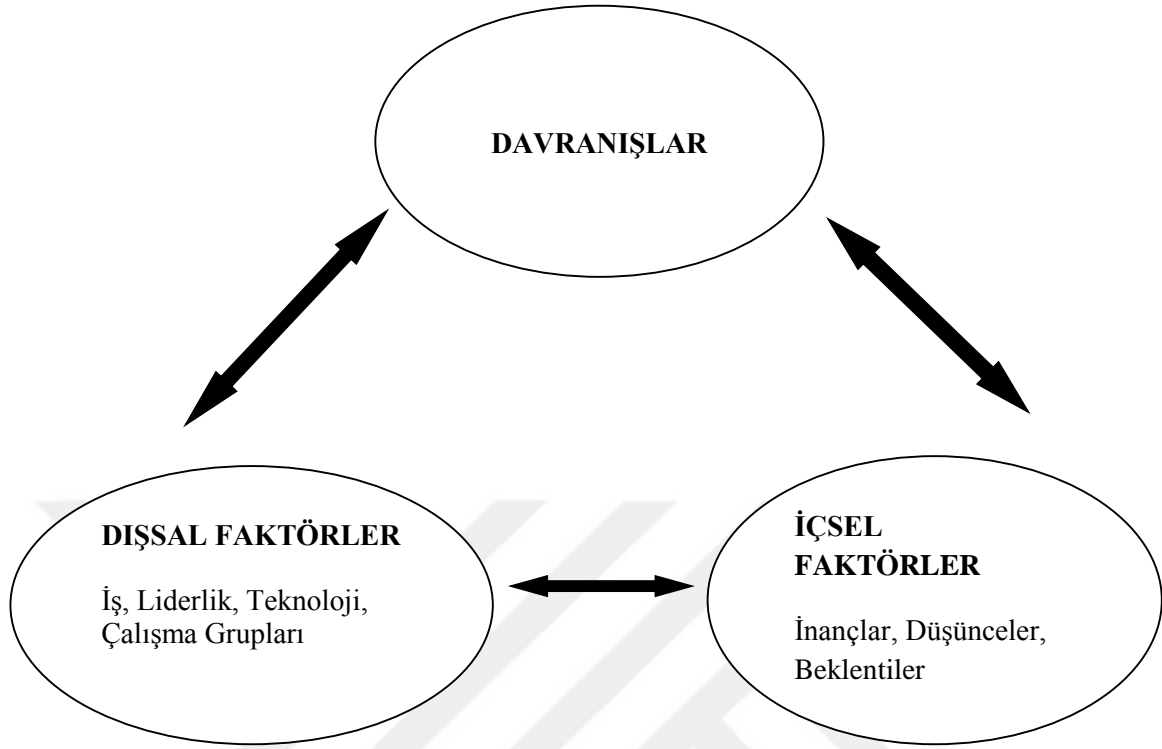 DAVRANIŞLAR
DIŞSAL FAKTÖRLER
İş, Liderlik, Teknoloji,
Çalışma Grupları
İÇSEL
FAKTÖRLER
İnançlar, Düşünceler,
Beklentiler